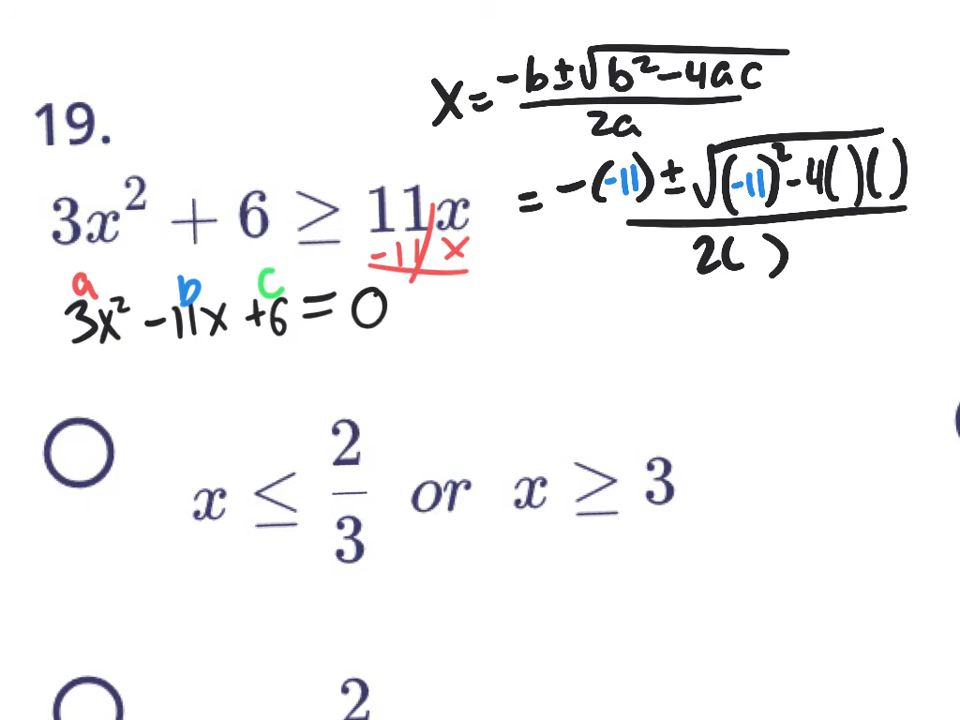 19.
x = -b ± √b² - 4ac / 2a
= -(-11) ± √(-11)² - 4( )( ) / 2( )
3x² + 6 ≥ 11x
-11x
a b c
3x² - 11x + 6 = 0
x ≤ 2/3 or x ≥ 3
2